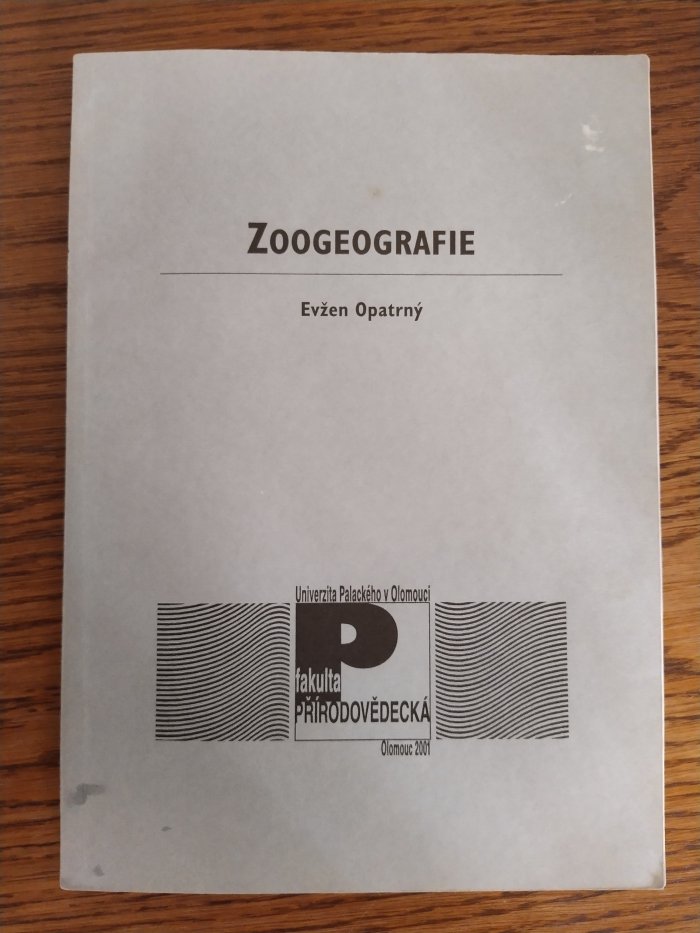 ZOOGEOGRAFIE
Evžen Opatrný
Univerzita Palackého v Olomouci
P
fakulta
PŘÍRODOVĚDECKÁ
Olomouc 2001